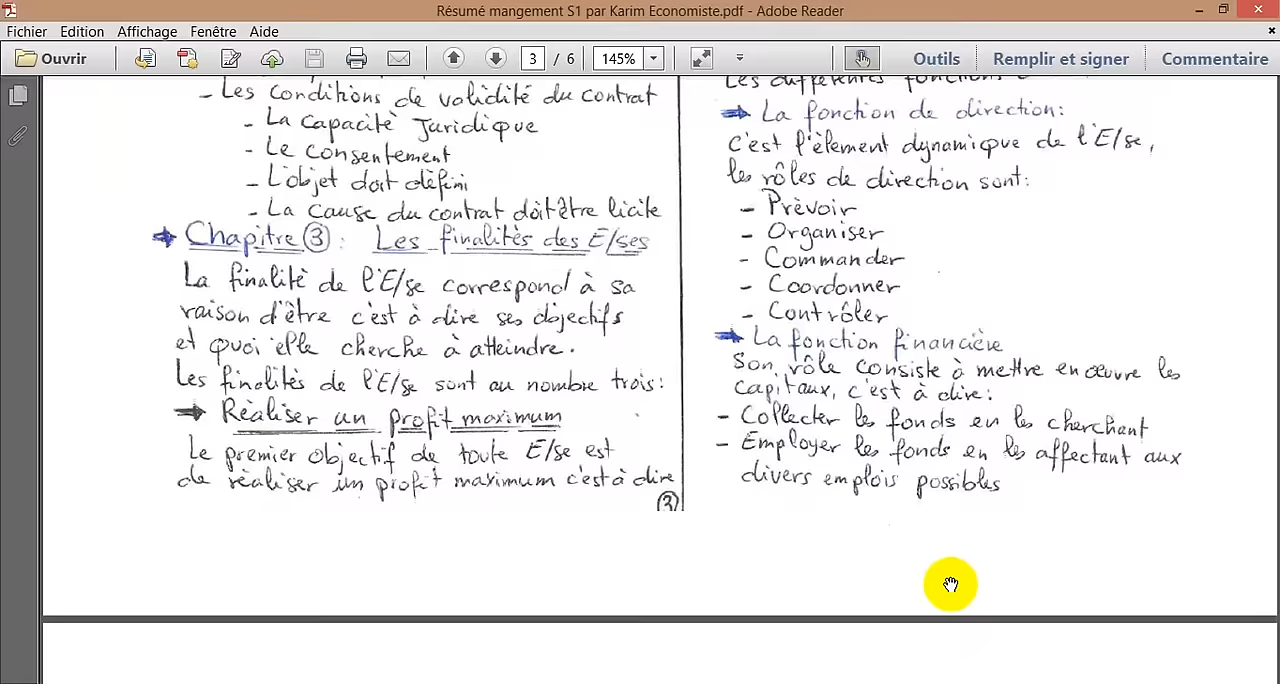 Résumé mangement S1 par Karim Economiste.pdf - Adobe Reader
Fichier Edition Affichage Fenêtre Aide
Ouvrir 3 / 6 145% Outils Remplir et signer Commentaire
- Les conditions de validité du contrat
- La capacité Juridique
- Le consentement
- L'objet doit défini
- La cause du contrat doit être licite
Chapitre 3 : Les finalités des E/ses
La finalité de l'E/se correspond à sa
raison d'être c'est à dire ses objectifs
et quoi elle cherche à atteindre.
Les finalités de l'E/se sont au nombre trois:
Réaliser un profit maximum
Le premier objectif de toute E/se est
de réaliser un profit maximum c'est à dire
3
Les différentes fonctions
La fonction de direction:
c'est l'élement dynamique de l'E/se,
les rôles de direction sont:
- Prévoir
- Organiser
- Commander
- Coordonner
- Contrôler
La fonction financière
Son rôle consiste à mettre en œuvre les
capitaux, c'est à dire:
- Collecter les fonds en les cherchant
- Employer les fonds en les affectant aux
divers emplois possibles